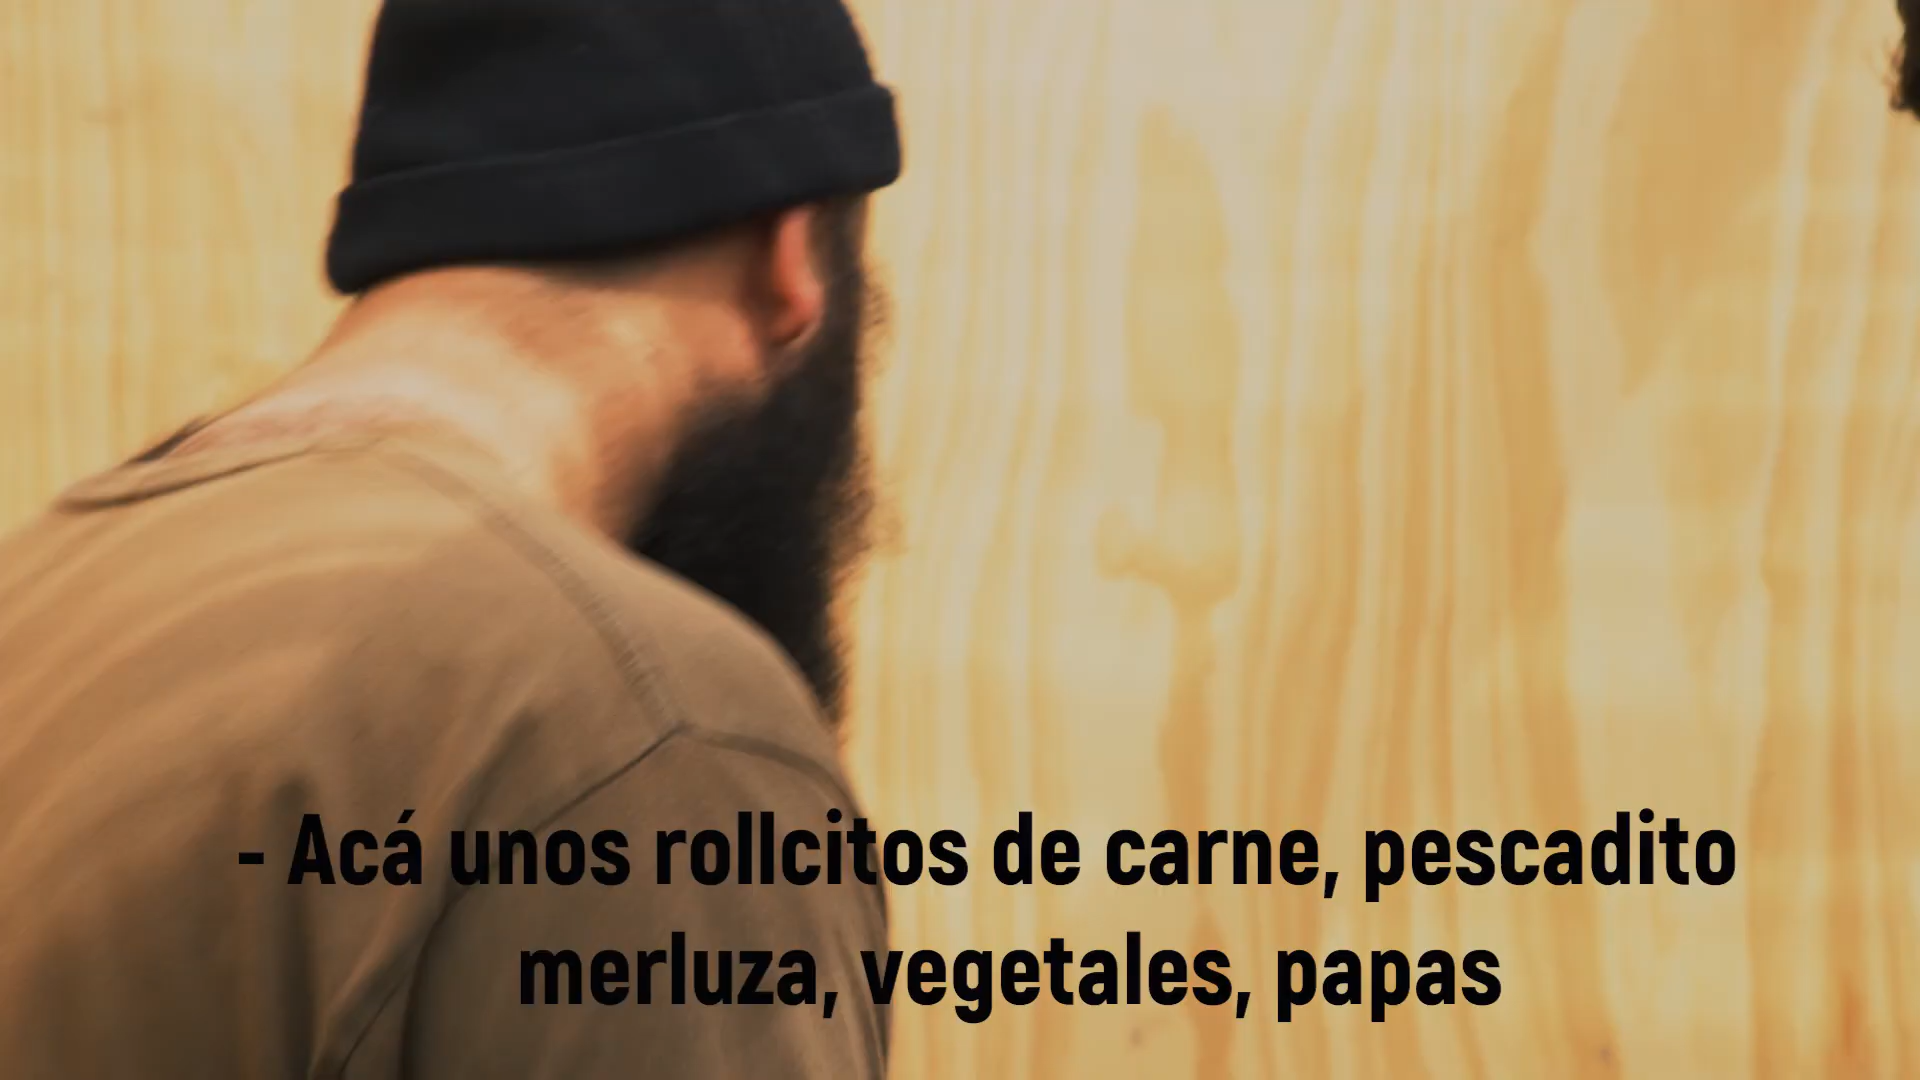 - Acá unos rollcitos de carne, pescadito
merluza, vegetales, papas